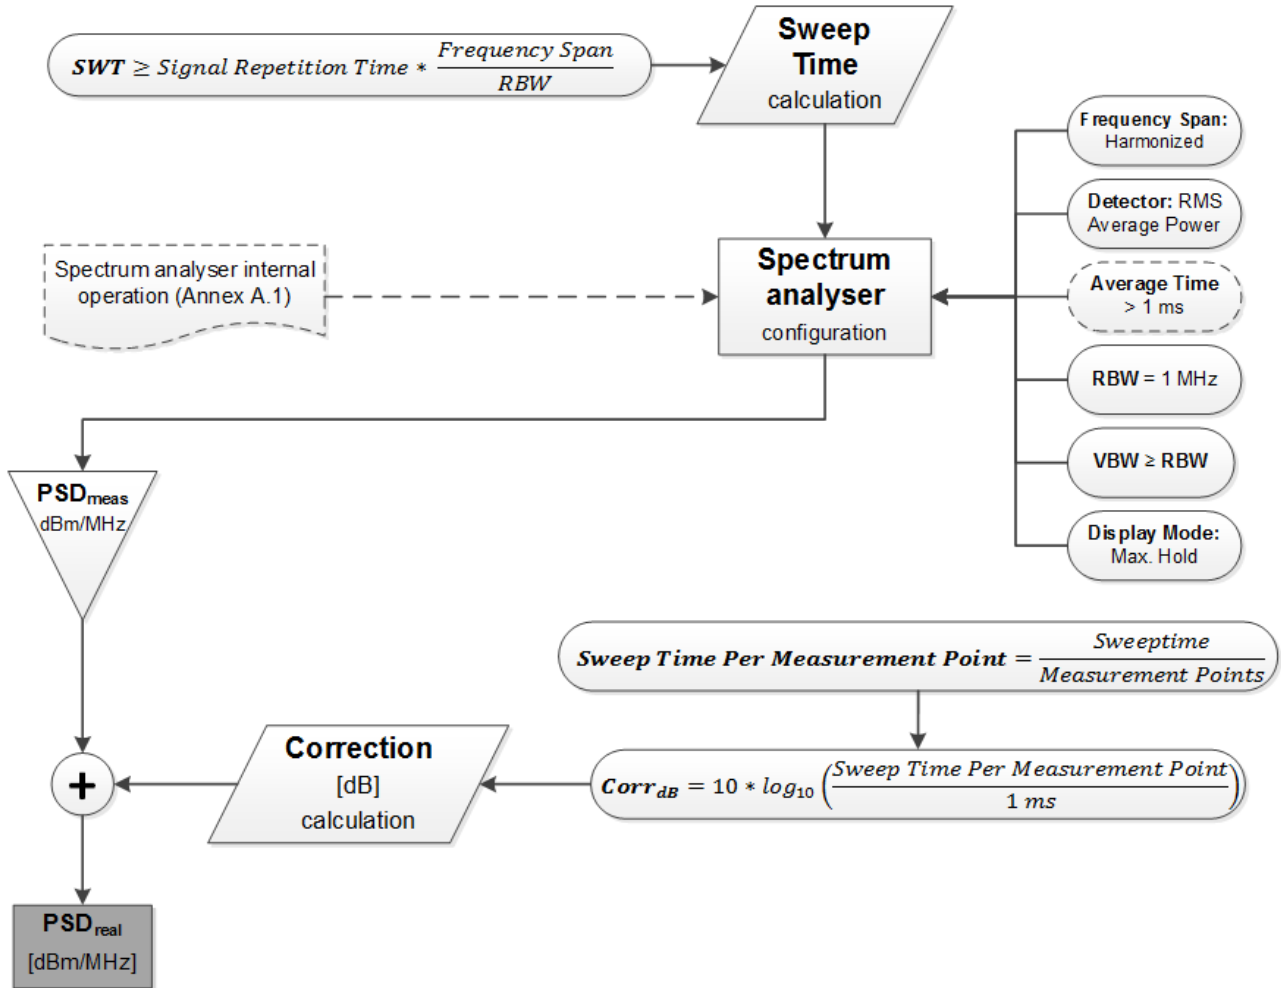 SWT ≥ Signal Repetition Time * Frequency Span / RBW
Sweep
Time
calculation
Frequency Span:
Harmonized
Detector: RMS
Average Power
Average Time
> 1 ms
RBW = 1 MHz
VBW ≥ RBW
Display Mode:
Max. Hold
Spectrum analyser internal
operation (Annex A.1)
Spectrum
analyser
configuration
PSDmeas
dBm/MHz
Sweep Time Per Measurement Point = Sweeptime / Measurement Points
CorrdB = 10 * log10 (Sweep Time Per Measurement Point / 1 ms)
Correction
[dB]
calculation
+
PSDreal
[dBm/MHz]